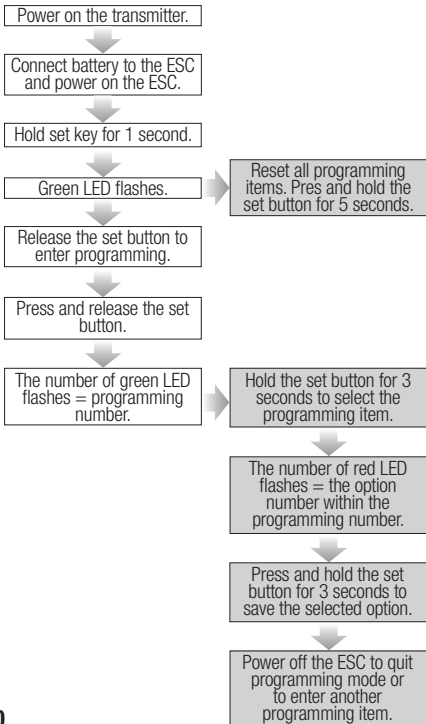 Power on the transmitter.
Connect battery to the ESC
and power on the ESC.
Hold set key for 1 second.
Green LED flashes.
Reset all programming
items. Pres and hold the
set button for 5 seconds.
Release the set button to
enter programming.
Press and release the set
button.
The number of green LED
flashes = programming
number.
Hold the set button for 3
seconds to select the
programming item.
The number of red LED
flashes = the option
number within the
programming number.
Press and hold the set
button for 3 seconds to
save the selected option.
Power off the ESC to quit
programming mode or
to enter another
programming item.